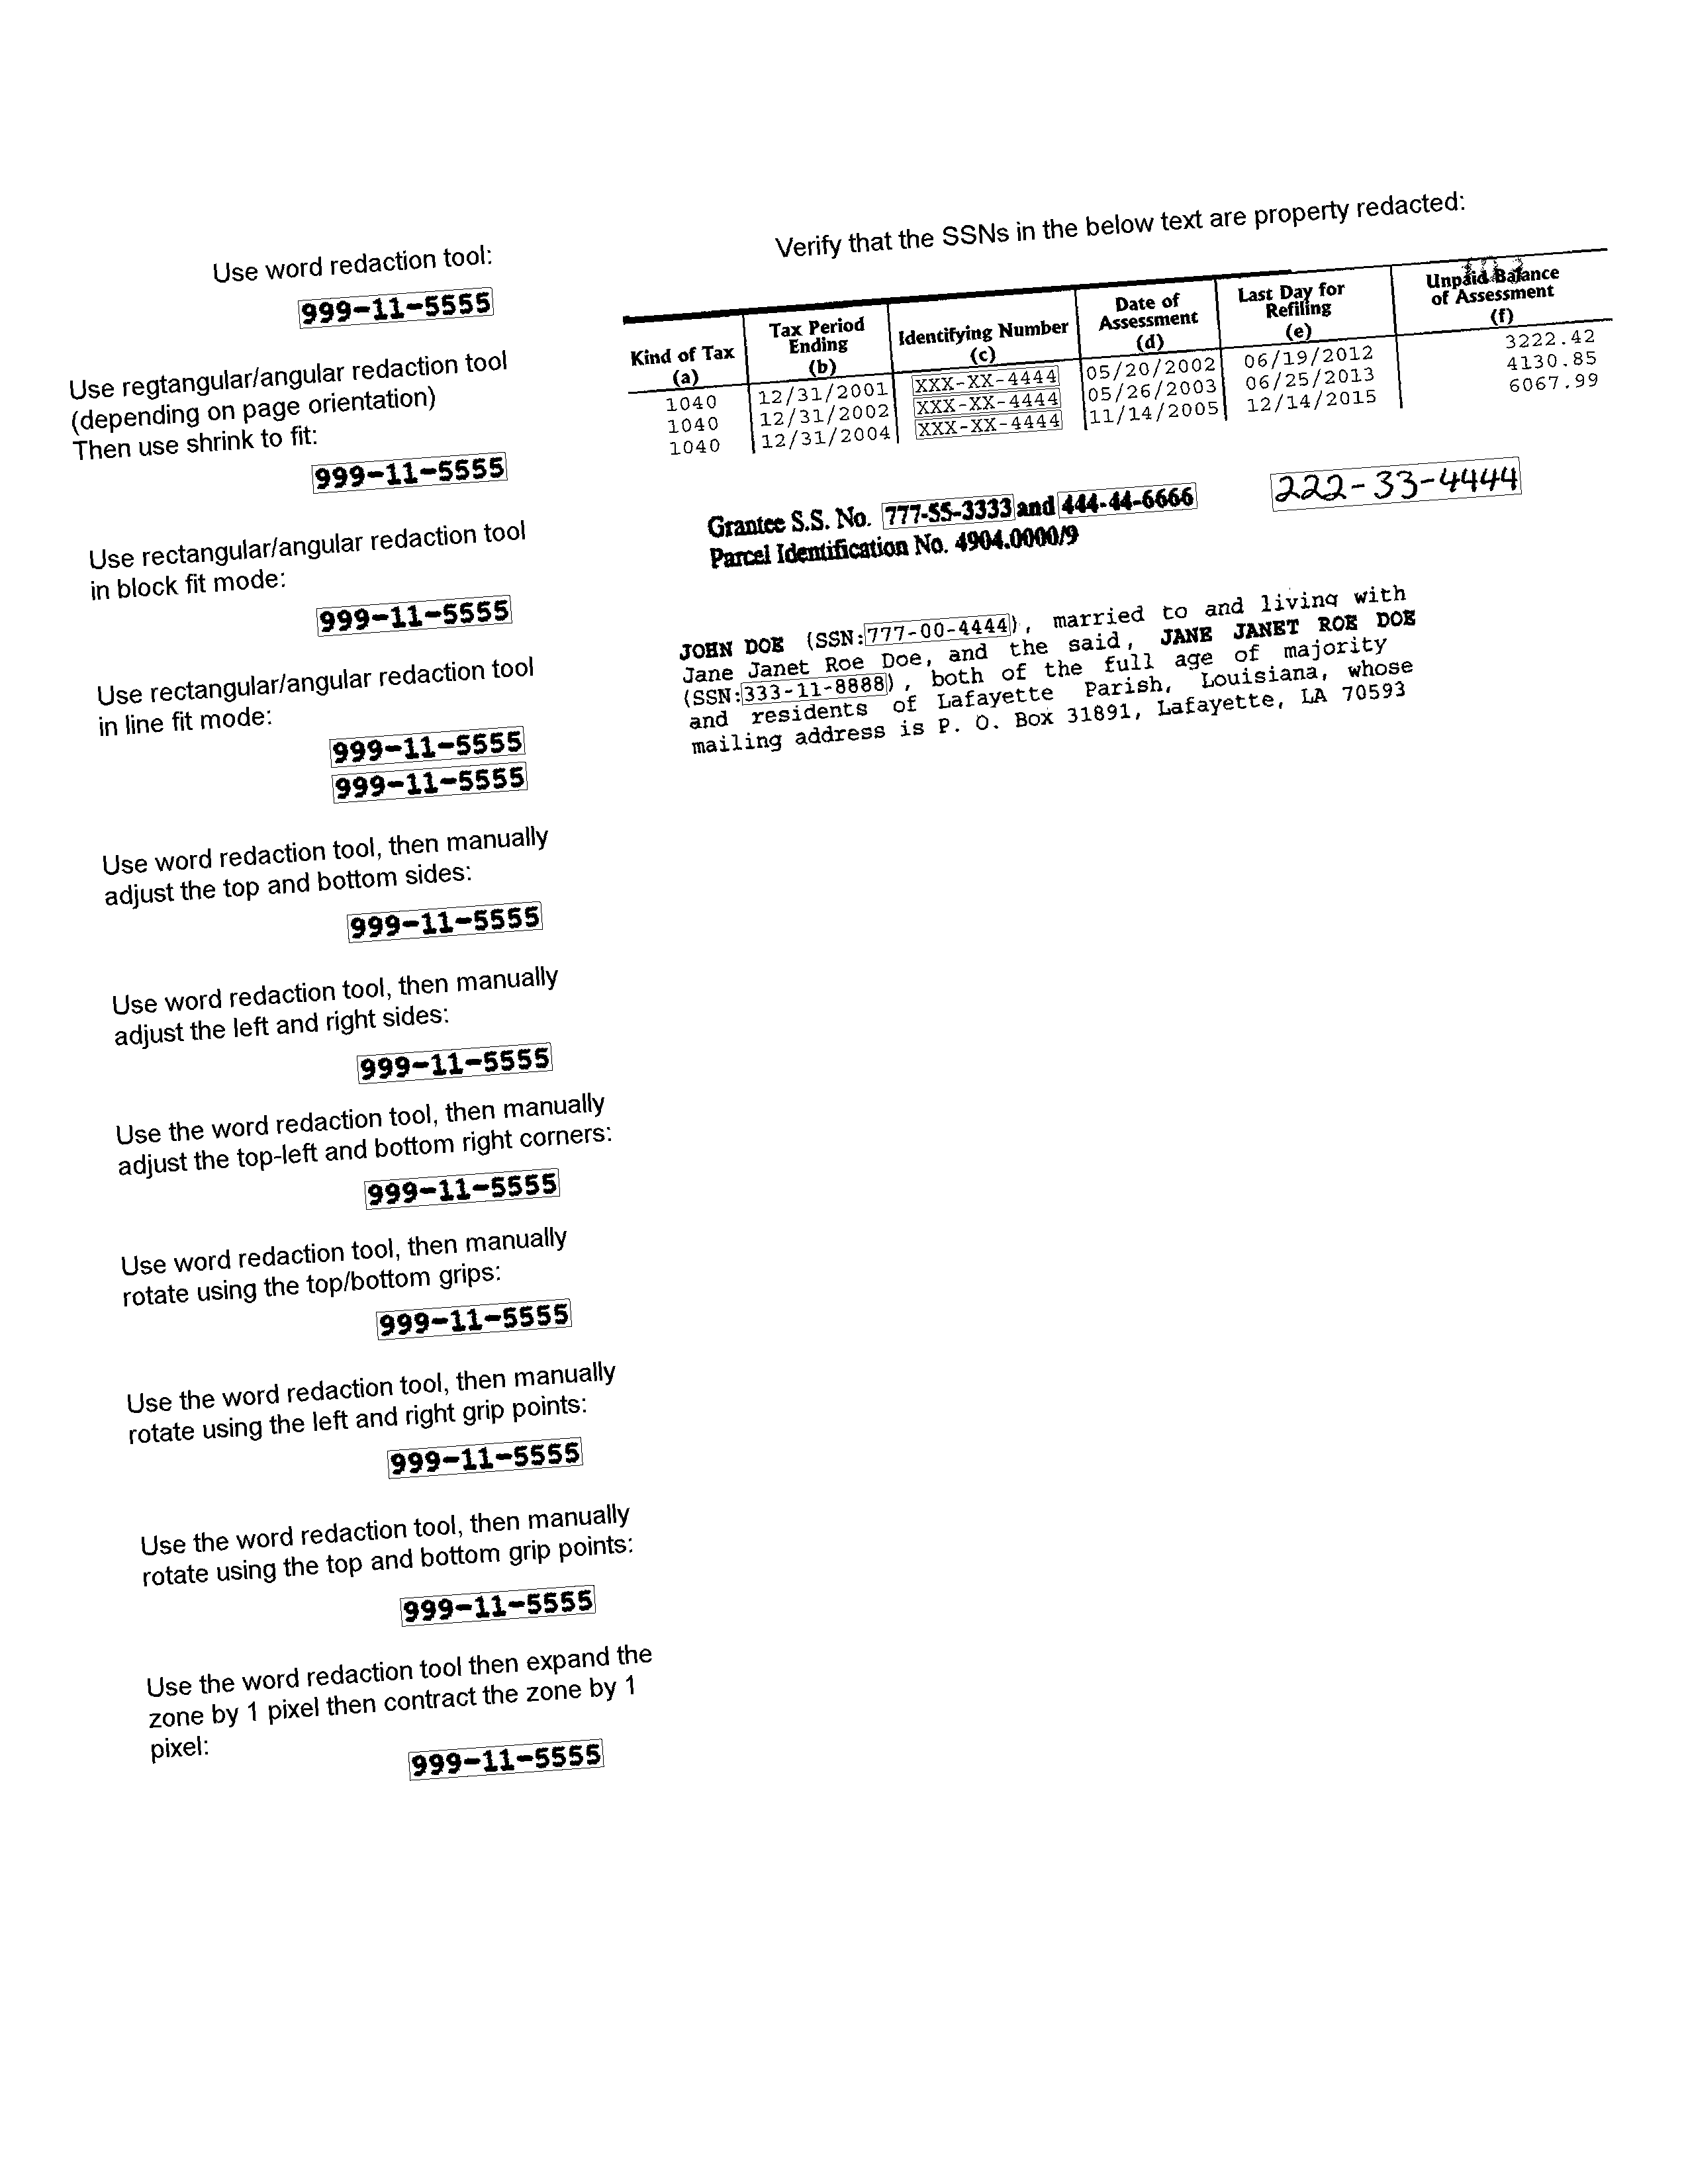 Use word redaction tool:
999-11-5555
Use regtangular/angular redaction tool
(depending on page orientation)
Then use shrink to fit:
999-11-5555
Use rectangular/angular redaction tool
in block fit mode:
999-11-5555
Use rectangular/angular redaction tool
in line fit mode:
999-11-5555
999-11-5555
Use word redaction tool, then manually
adjust the top and bottom sides:
999-11-5555
Use word redaction tool, then manually
adjust the left and right sides:
999-11-5555
Use the word redaction tool, then manually
adjust the top-left and bottom right corners:
999-11-5555
Use word redaction tool, then manually
rotate using the top/bottom grips:
999-11-5555
Use the word redaction tool, then manually
rotate using the left and right grip points:
999-11-5555
Use the word redaction tool, then manually
rotate using the top and bottom grip points:
999-11-5555
Use the word redaction tool then expand the
zone by 1 pixel then contract the zone by 1
pixel:
999-11-5555
Verify that the SSNs in the below text are property redacted:
Kind of Tax (a) Tax Period Ending (b) Identifying Number (c) Date of Assessment (d) Last Day for Refiling (e) Unpaid Balance of Assessment (f)
1040 12/31/2001 XXX-XX-4444 05/20/2002 06/19/2012 3222.42
1040 12/31/2002 XXX-XX-4444 05/26/2003 06/25/2013 4130.85
1040 12/31/2004 XXX-XX-4444 11/14/2005 12/14/2015 6067.99
Grantee S.S. No. 777-55-3333 and 444-44-6666
Parcel Identification No. 4904.0000/9
222-33-4444
JOHN DOE (SSN:777-00-4444), married to and living with
Jane Janet Roe Doe, and the said, JANE JANET ROE DOE
(SSN:333-11-8888), both of the full age of majority
and residents of Lafayette Parish, Louisiana, whose
mailing address is P. O. Box 31891, Lafayette, LA 70593